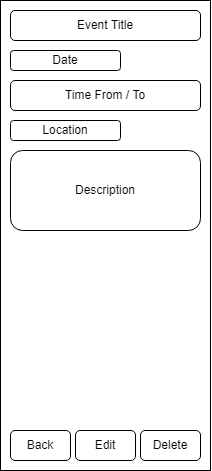 Event Title
Date
Time From / To
Location
Description
Back Edit Delete